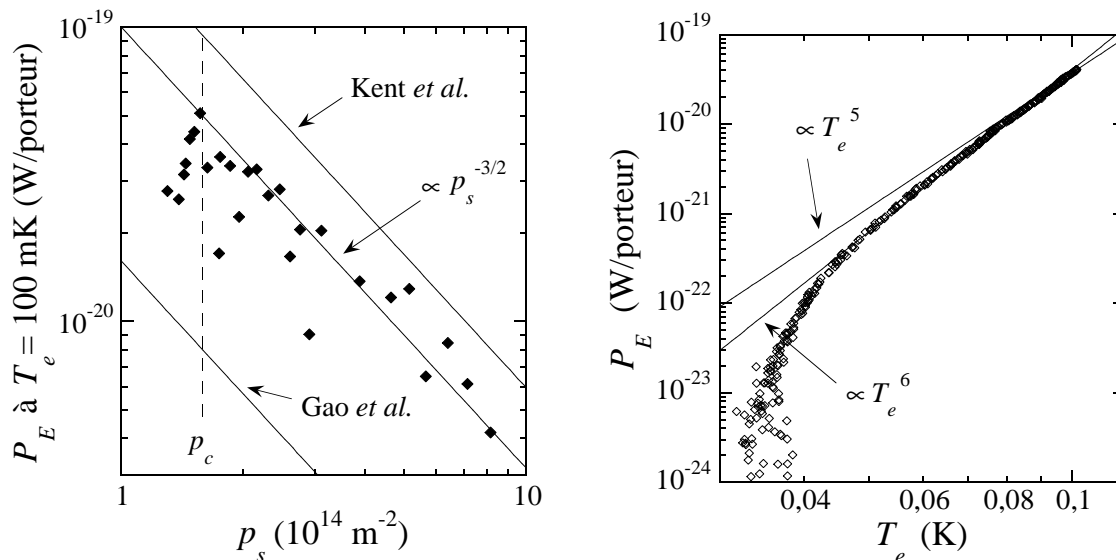 P_E à T_e = 100 mK (W/porteur)
10^-19
10^-20
Kent et al.
∝ p_s^-3/2
Gao et al.
p_c
1
10
p_s (10^14 m^-2)
P_E (W/porteur)
10^-19
10^-20
10^-21
10^-22
10^-23
10^-24
∝ T_e^5
∝ T_e^6
0,04
0,06
0,08
0,1
T_e (K)